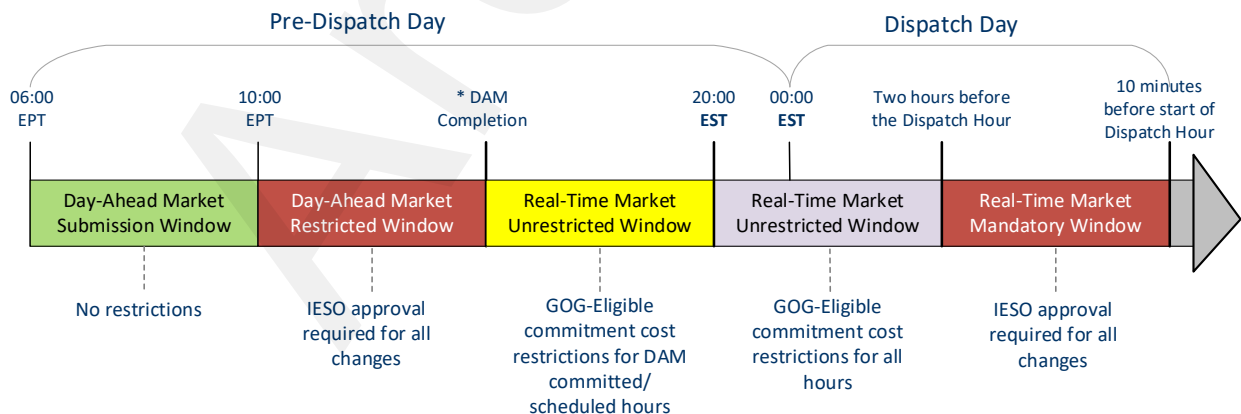 Pre-Dispatch Day
Dispatch Day
06:00
EPT
10:00
EPT
* DAM
Completion
20:00
EST
00:00
EST
Two hours before
the Dispatch Hour
10 minutes
before start of
Dispatch Hour
Day-Ahead Market
Submission Window
Day-Ahead Market
Restricted Window
Real-Time Market
Unrestricted Window
Real-Time Market
Unrestricted Window
Real-Time Market
Mandatory Window
No restrictions
IESO approval
required for all
changes
GOG-Eligible
commitment cost
restrictions for DAM
committed/
scheduled hours
GOG-Eligible
commitment cost
restrictions for all
hours
IESO approval
required for all
changes